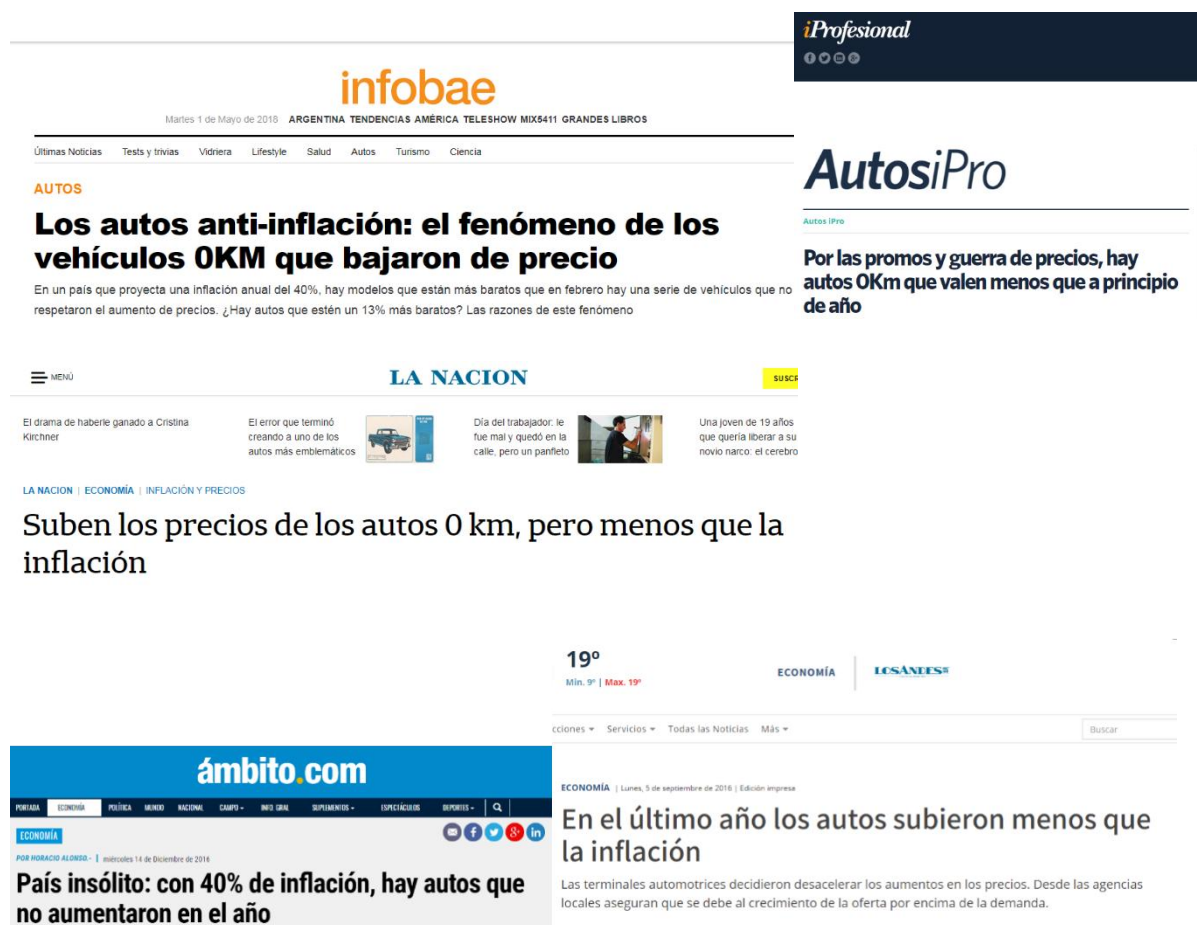 iProfesional
infobae
Martes 1 de Mayo de 2018 ARGENTINA TENDENCIAS AMÉRICA TELESHOW MIX5411 GRANDES LIBROS
Últimas Noticias Tests y trivias Vidriera Lifestyle Salud Autos Turismo Ciencia
AUTOS
Los autos anti-inflación: el fenómeno de los
vehículos 0KM que bajaron de precio
En un país que proyecta una inflación anual del 40%, hay modelos que están más baratos que en febrero hay una serie de vehículos que no
respetaron el aumento de precios. ¿Hay autos que estén un 13% más baratos? Las razones de este fenómeno
AutosiPro
Autos iPro
Por las promos y guerra de precios, hay
autos 0Km que valen menos que a principio
de año
MENÚ
LA NACION
SUSCR
El drama de haberle ganado a Cristina
Kirchner
El error que terminó
creando a uno de los
autos más emblemáticos
Día del trabajador: le
fue mal y quedó en la
calle, pero un panfleto
Una joven de 19 años
que quería liberar a su
novio narco: el cerebro
LA NACION | ECONOMÍA | INFLACIÓN Y PRECIOS
Suben los precios de los autos 0 km, pero menos que la
inflación
19º
Min. 9º | Max. 19º
ECONOMÍA
LOS ANDES
cciones Servicios Todas las Noticias Más
Buscar
ECONOMÍA | Lunes, 5 de septiembre de 2016 | Edición impresa
En el último año los autos subieron menos que
la inflación
Las terminales automotrices decidieron desacelerar los aumentos en los precios. Desde las agencias
locales aseguran que se debe al crecimiento de la oferta por encima de la demanda.
ámbito.com
PORTADA ECONOMÍA POLÍTICA MUNDO NACIONAL CAMPO INFO. GRAL SUPLEMENTOS ESPECTÁCULOS DEPORTES
ECONOMÍA
POR HORACIO ALONSO.- | miércoles 14 de Diciembre de 2016
País insólito: con 40% de inflación, hay autos que
no aumentaron en el año